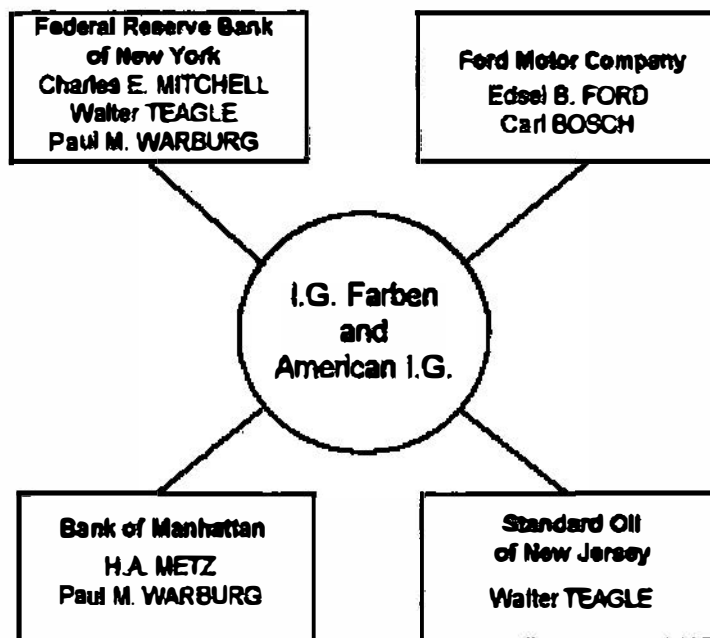 Federal Reserve Bank
of New York
Charles E. MITCHELL
Walter TEAGLE
Paul M. WARBURG
Ford Motor Company
Edsel B. FORD
Carl BOSCH
I.G. Farben
and
American I.G.
Bank of Manhattan
H.A. METZ
Paul M. WARBURG
Standard Oil
of New Jersey
Walter TEAGLE